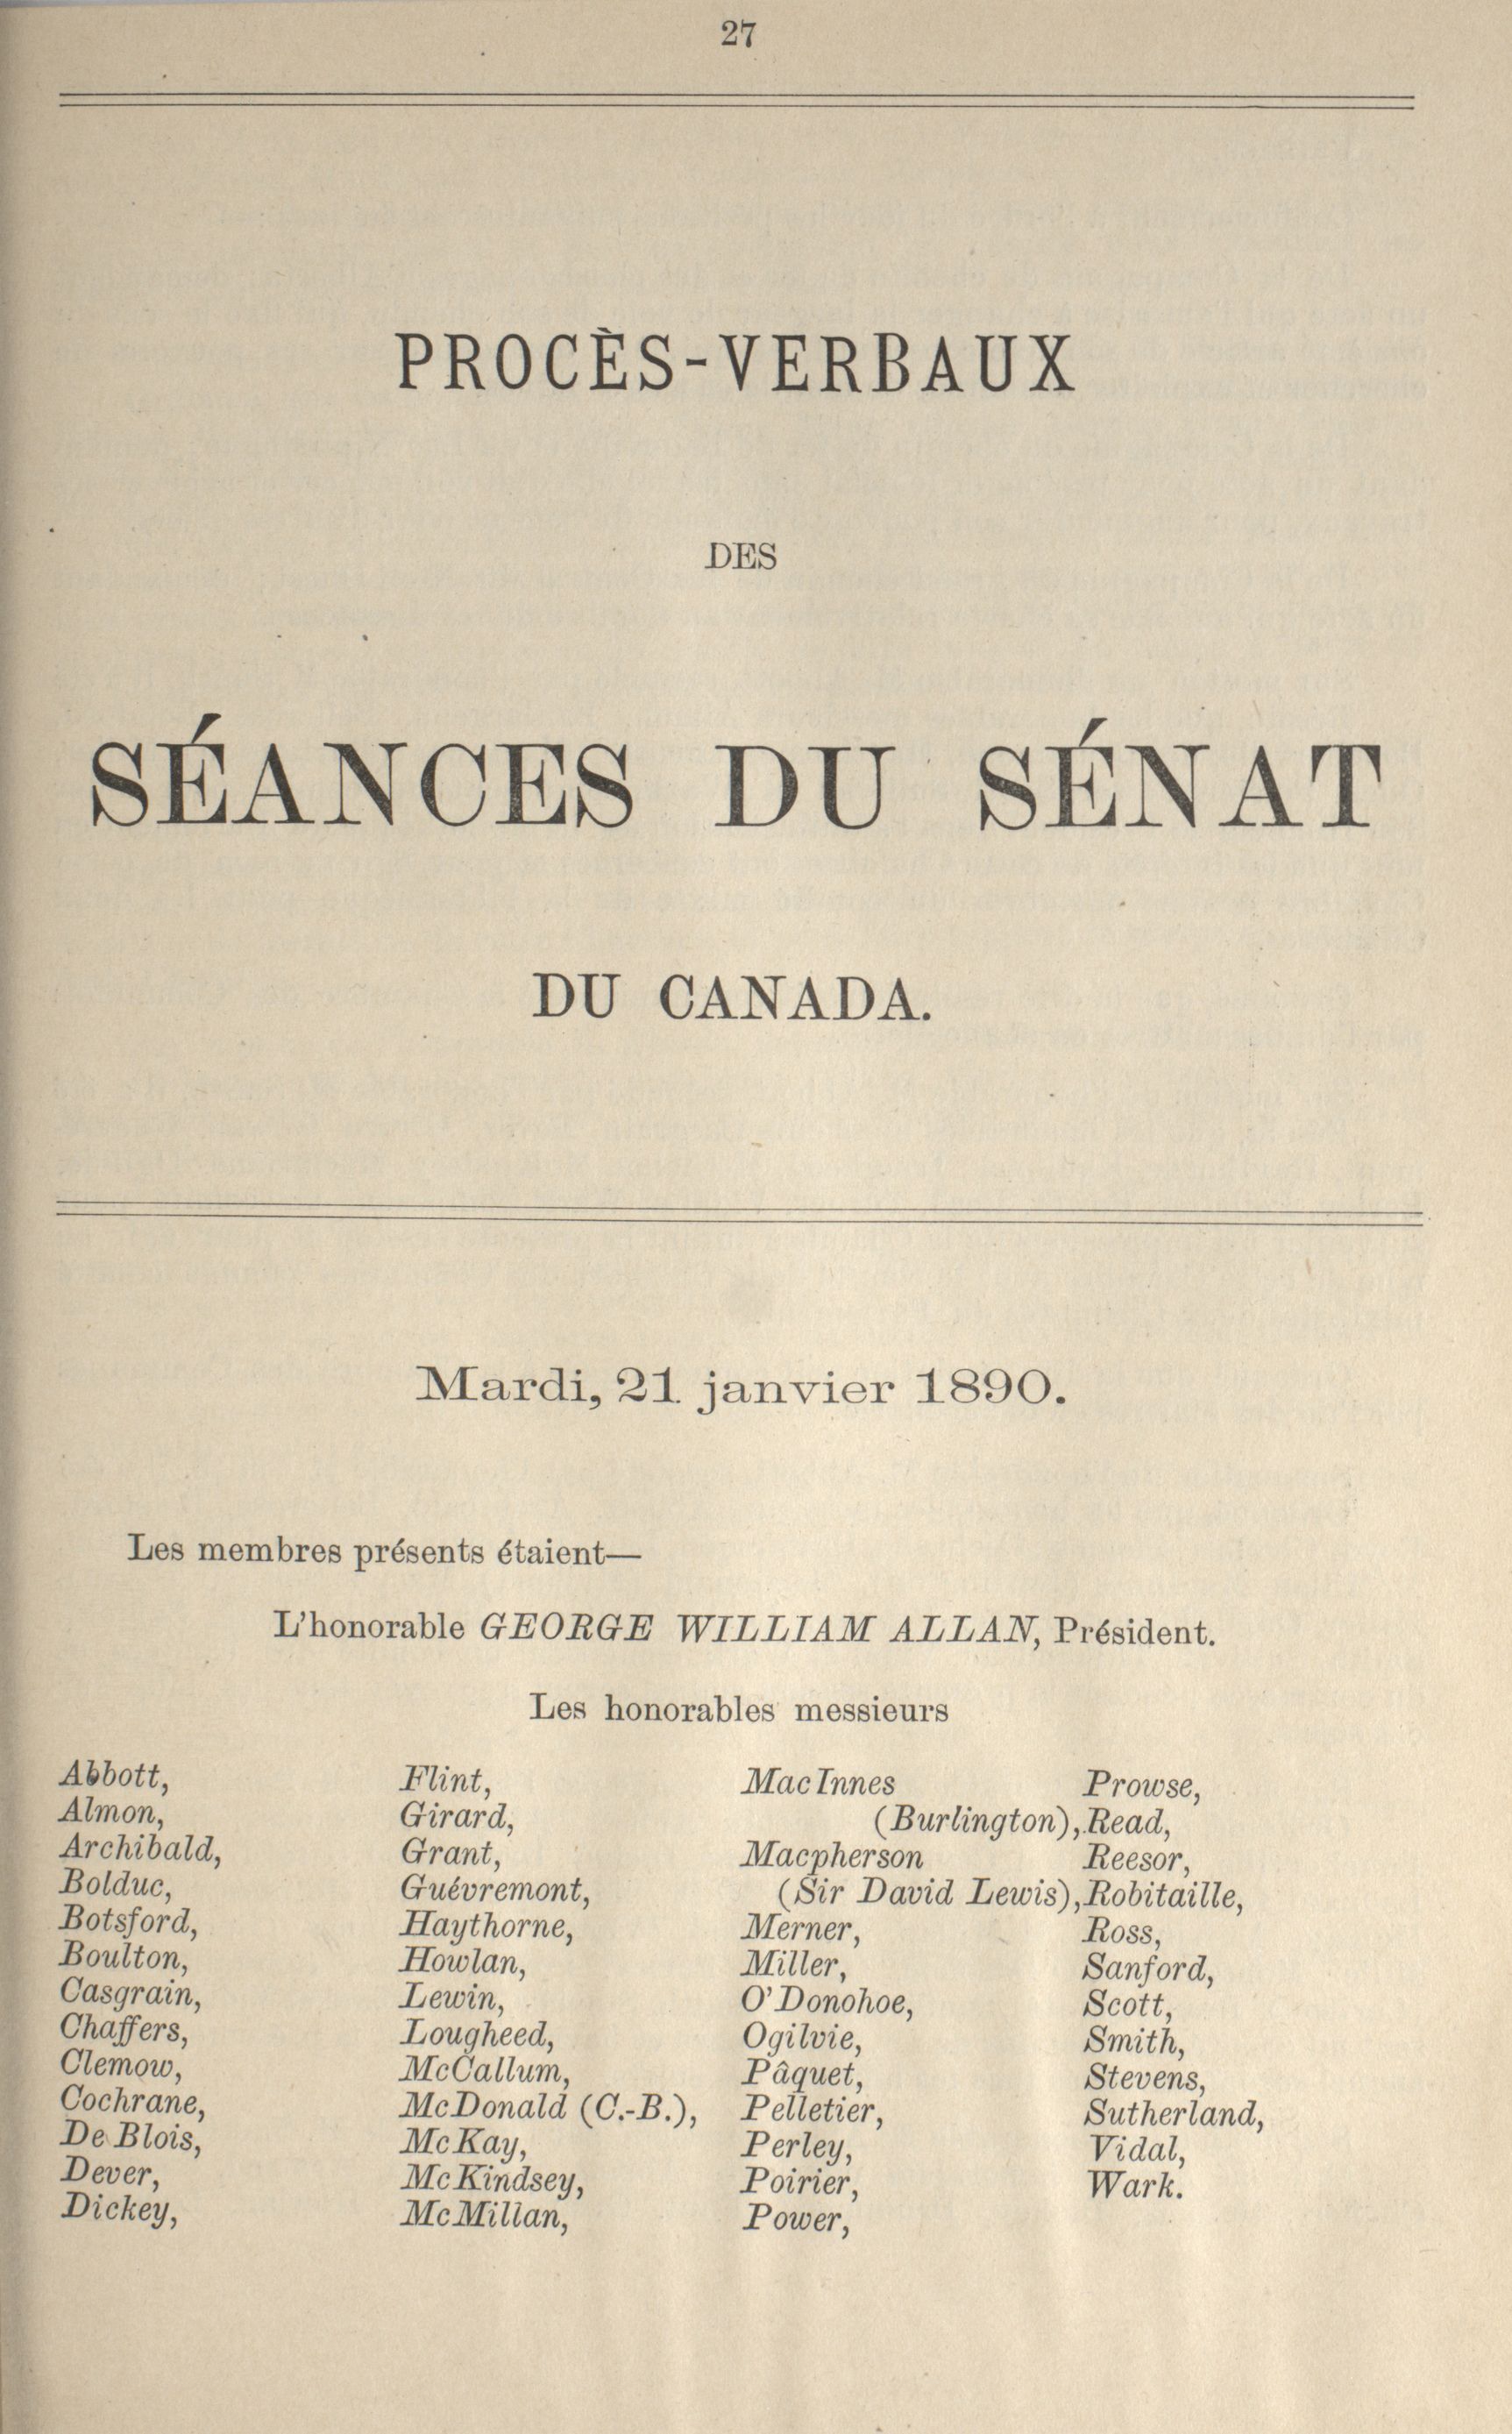 27
PROCÈS-VERBAUX
DES
SÉANCES DU SÉNAT
DU CANADA.
Mardi, 21 janvier 1890.
Les membres présents étaient—
L'honorable GEORGE WILLIAM ALLAN, Président.
Les honorables messieurs
Abbott,
Almon,
Archibald,
Bolduc,
Botsford,
Boulton,
Casgrain,
Chaffers,
Clemow,
Cochrane,
De Blois,
Dever,
Dickey,
Flint,
Girard,
Grant,
Guévremont,
Haythorne,
Howlan,
Lewin,
Lougheed,
McCallum,
McDonald (C.-B.),
McKay,
McKindsey,
McMillan,
MacInnes
(Burlington),
Macpherson
(Sir David Lewis),
Merner,
Miller,
O'Donohoe,
Ogilvie,
Pâquet,
Pelletier,
Perley,
Poirier,
Power,
Prowse,
Read,
Reesor,
Robitaille,
Ross,
Sanford,
Scott,
Smith,
Stevens,
Sutherland,
Vidal,
Wark.